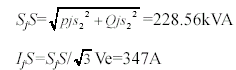 SjS=√pjs₂²+Qjs₂²=228.56kVA
IjS=SjS/√3 Ve=347A